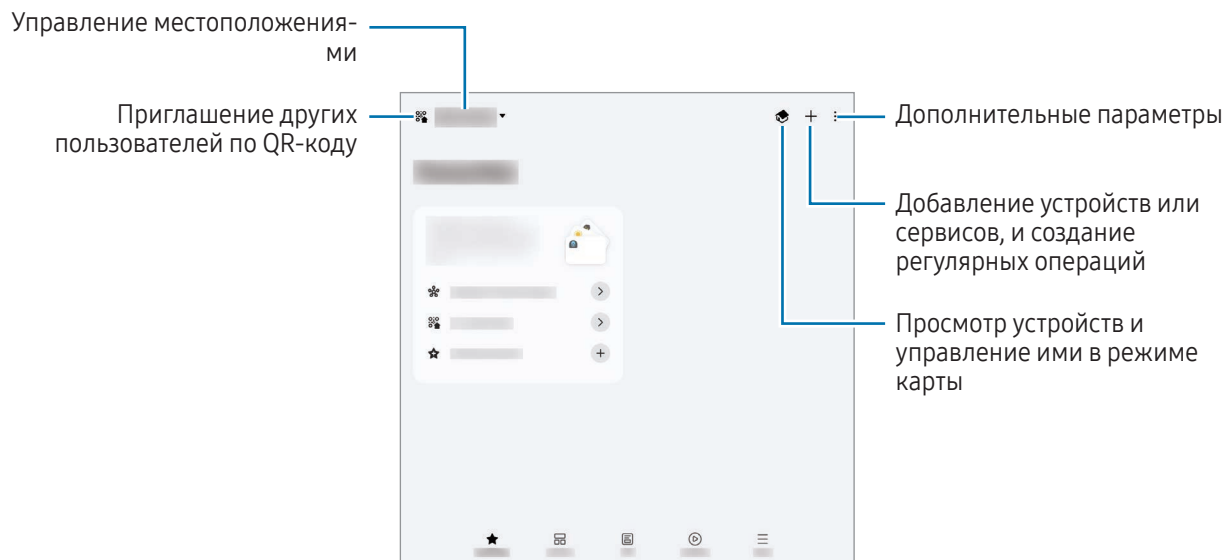 Управление местоположения-
ми
Приглашение других
пользователей по QR-коду
Дополнительные параметры
Добавление устройств или
сервисов, и создание
регулярных операций
Просмотр устройств и
управление ими в режиме
карты